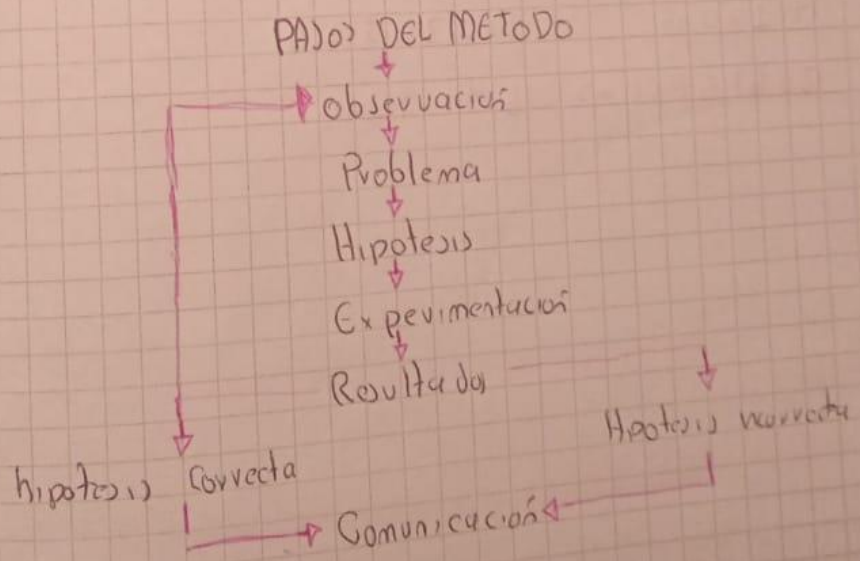 PASOS DEL METODO
Observación
Problema
Hipotesis
Experimentación
Resultados
Hipotesis incorrecta
hipotesis correcta
Comunicación